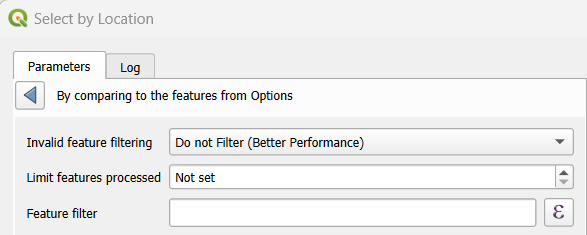 Select by Location
Parameters
Log
By comparing to the features from Options
Invalid feature filtering
Do not Filter (Better Performance)
Limit features processed
Not set
Feature filter
ε